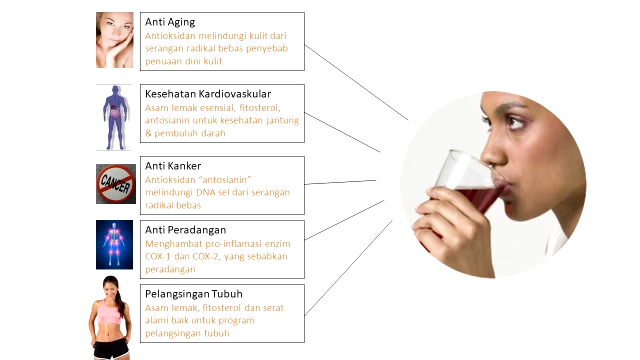 Anti Aging
Antioksidan melindungi kulit dari
serangan radikal bebas penyebab
penuaan dini kulit
Kesehatan Kardiovaskular
Asam lemak esensial, fitosterol,
antosianin untuk kesehatan jantung
& pembuluh darah
CANCER
Anti Kanker
Antioksidan “antosianin”
melindungi DNA sel dari serangan
radikal bebas
Anti Peradangan
Menghambat pro-inflamasi enzim
COX-1 dan COX-2, yang sebabkan
peradangan
Pelangsingan Tubuh
Asam lemak, fitosterol dan serat
alami baik untuk program
pelangsingan tubuh